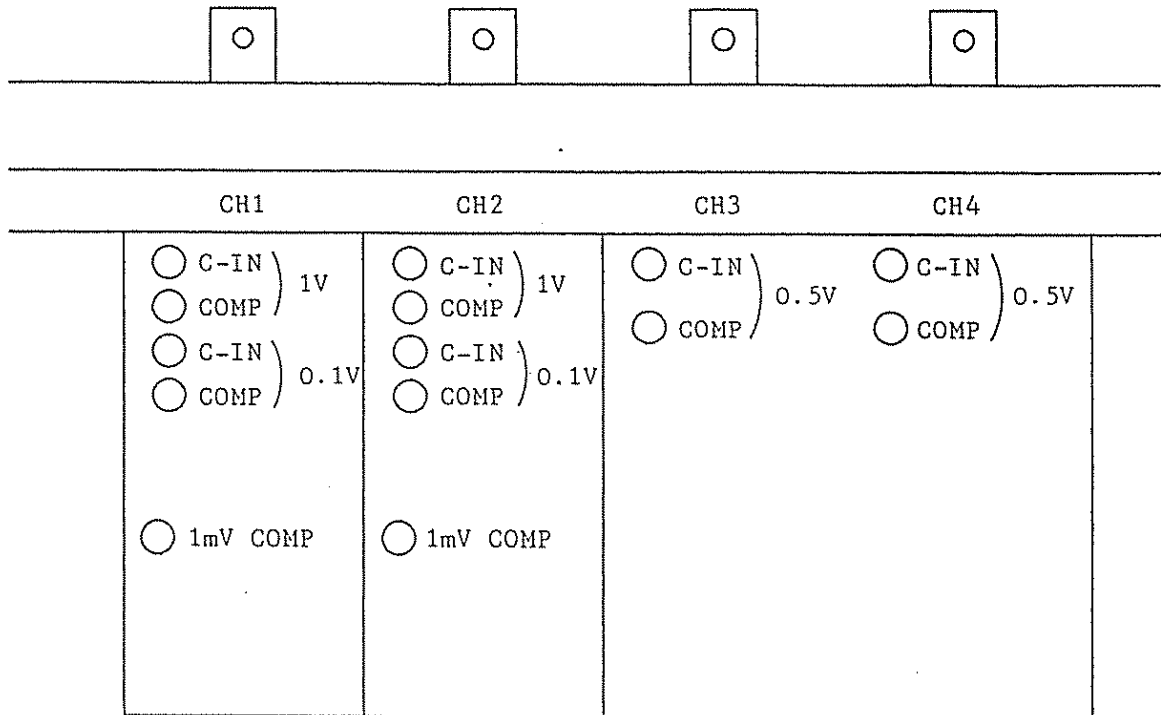 CH1 CH2 CH3 CH4
C-IN COMP 1V C-IN COMP 1V C-IN COMP 0.5V C-IN COMP 0.5V
C-IN COMP 0.1V C-IN COMP 0.1V
1mV COMP 1mV COMP